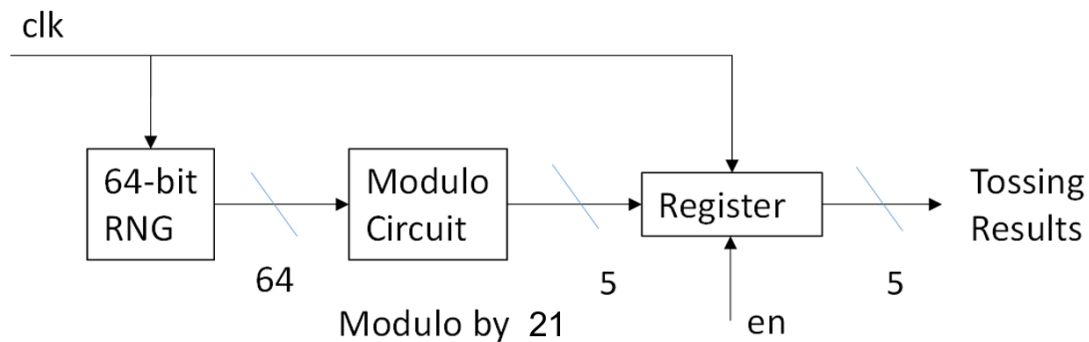 clk
64-bit
RNG
64
Modulo
Circuit
Modulo by 21
5
Register
en
5
Tossing
Results